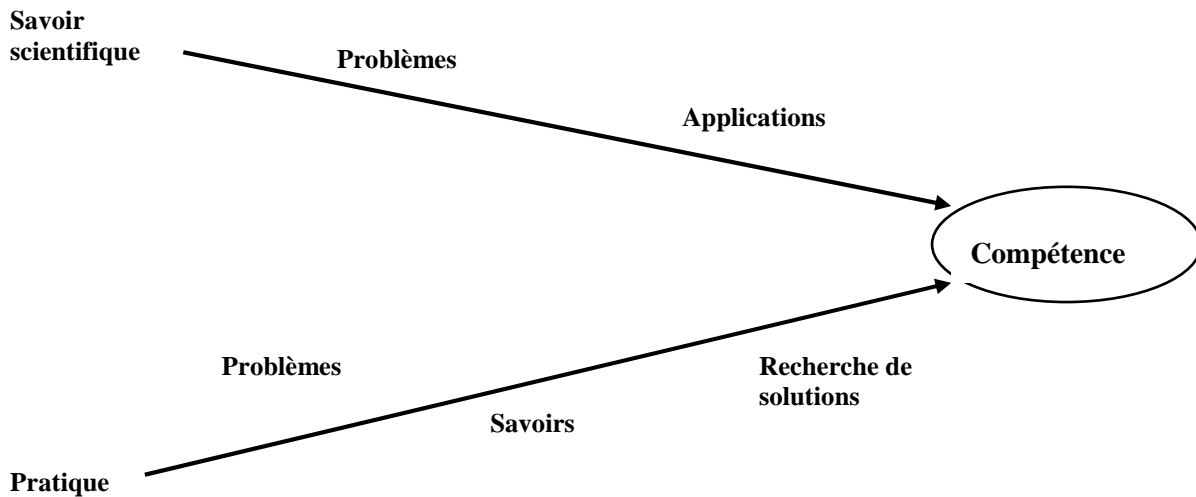 Savoir
scientifique
Problèmes
Applications
Compétence
Problèmes
Recherche de
solutions
Savoirs
Pratique